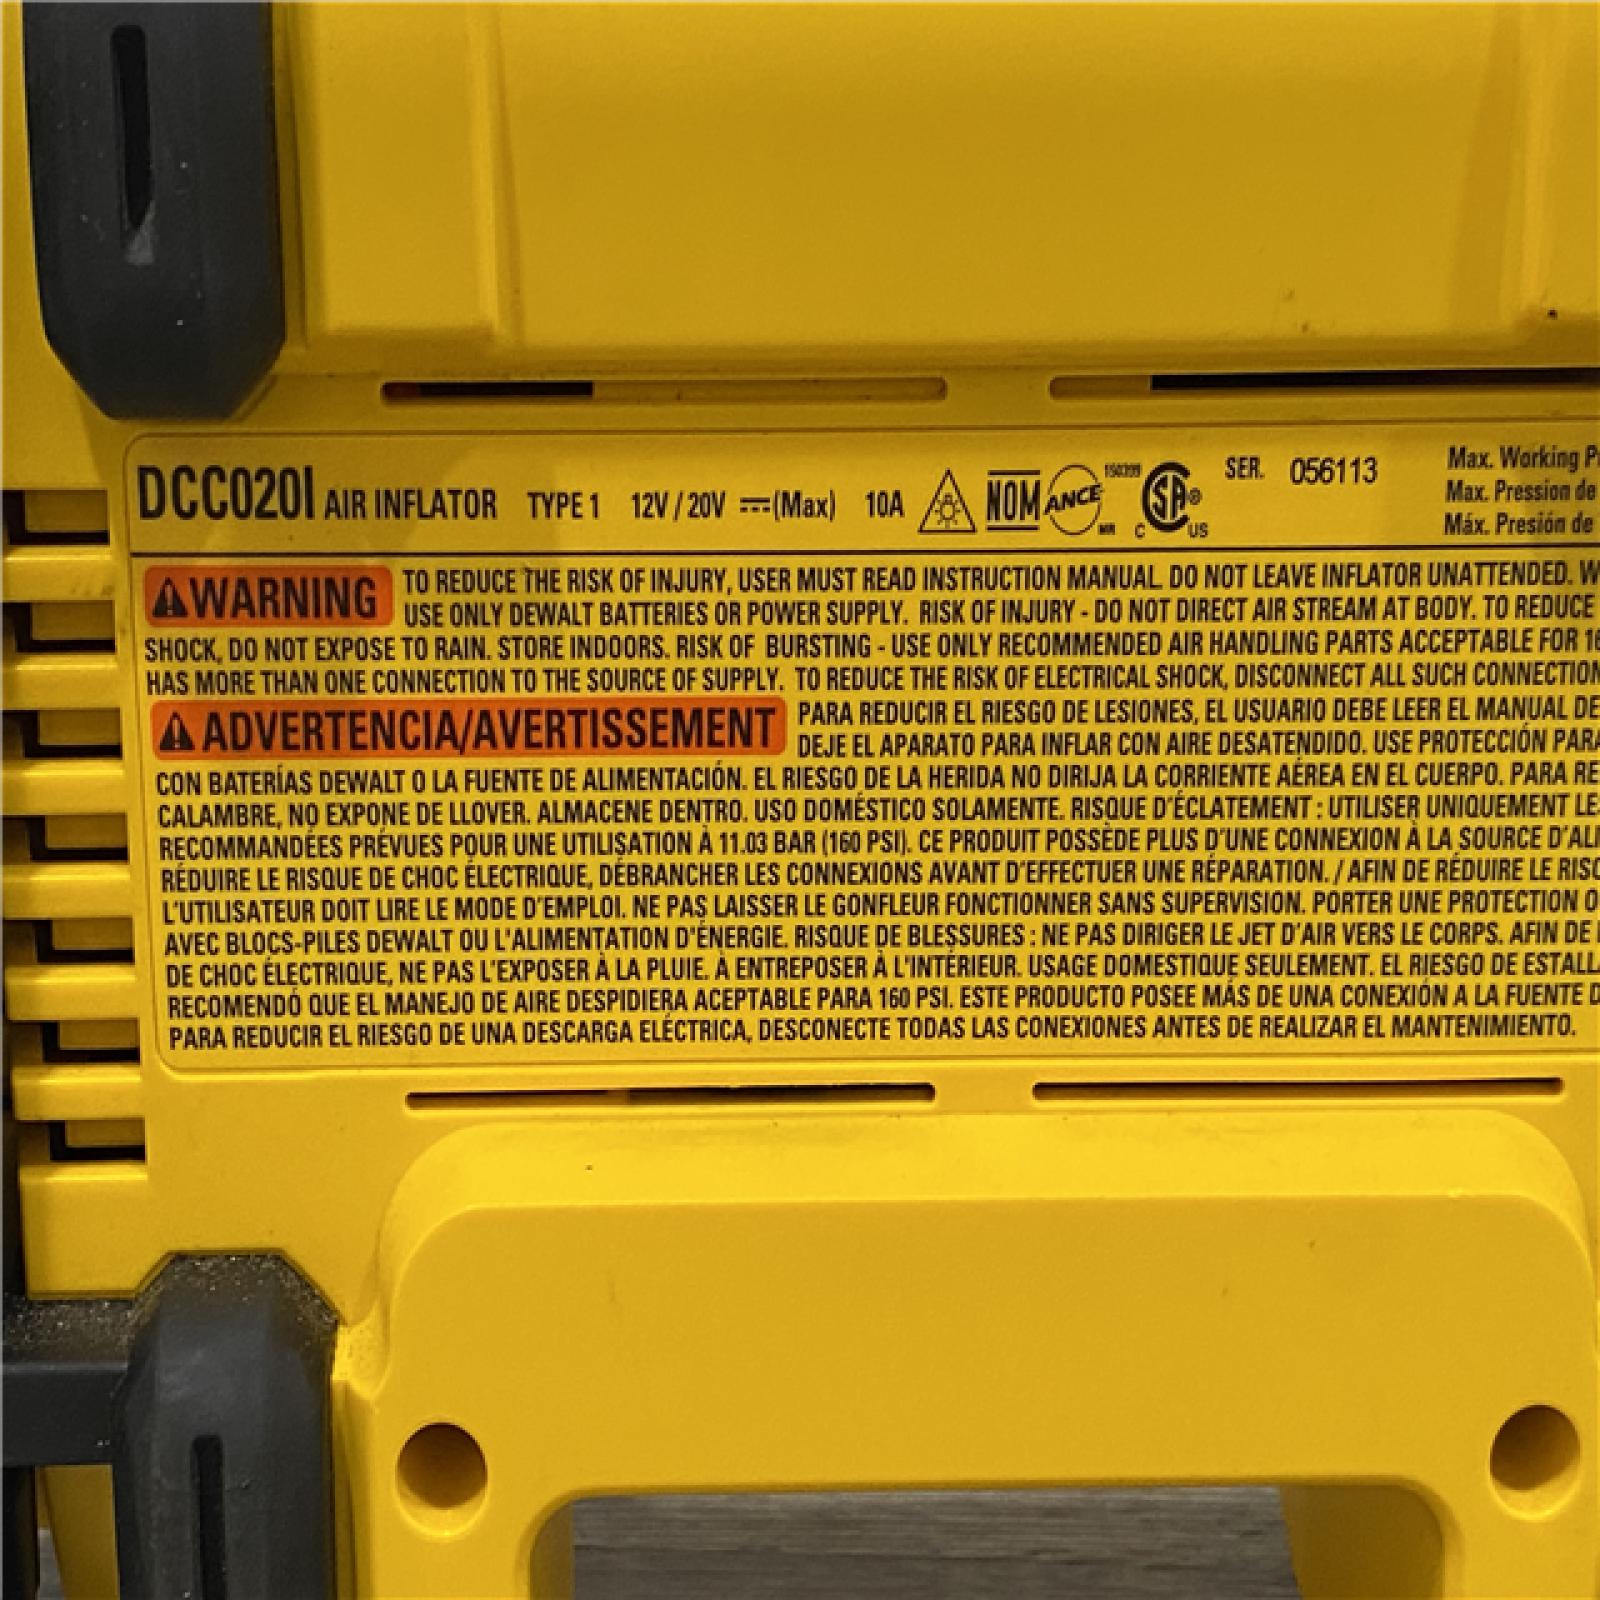 DCC020I AIR INFLATOR TYPE 1 12V / 20V (Max) 10A NOM ANCE MR 150399 C SA® US SER. 056113
Max. Working P
Max. Pression de
Máx. Presión de
WARNING TO REDUCE THE RISK OF INJURY, USER MUST READ INSTRUCTION MANUAL. DO NOT LEAVE INFLATOR UNATTENDED. W
USE ONLY DEWALT BATTERIES OR POWER SUPPLY. RISK OF INJURY - DO NOT DIRECT AIR STREAM AT BODY. TO REDUCE
SHOCK, DO NOT EXPOSE TO RAIN. STORE INDOORS. RISK OF BURSTING - USE ONLY RECOMMENDED AIR HANDLING PARTS ACCEPTABLE FOR 16
HAS MORE THAN ONE CONNECTION TO THE SOURCE OF SUPPLY. TO REDUCE THE RISK OF ELECTRICAL SHOCK, DISCONNECT ALL SUCH CONNECTION
ADVERTENCIA/AVERTISSEMENT PARA REDUCIR EL RIESGO DE LESIONES, EL USUARIO DEBE LEER EL MANUAL DE
DEJE EL APARATO PARA INFLAR CON AIRE DESATENDIDO. USE PROTECCIÓN PARA
CON BATERÍAS DEWALT O LA FUENTE DE ALIMENTACIÓN. EL RIESGO DE LA HERIDA NO DIRIJA LA CORRIENTE AÉREA EN EL CUERPO. PARA RE
CALAMBRE, NO EXPONE DE LLOVER. ALMACENE DENTRO. USO DOMÉSTICO SOLAMENTE. RISQUE D'ÉCLATEMENT : UTILISER UNIQUEMENT LE
RECOMMANDÉES PRÉVUES POUR UNE UTILISATION À 11.03 BAR (160 PSI). CE PRODUIT POSSÈDE PLUS D'UNE CONNEXION À LA SOURCE D'ALI
RÉDUIRE LE RISQUE DE CHOC ÉLECTRIQUE, DÉBRANCHER LES CONNEXIONS AVANT D'EFFECTUER UNE RÉPARATION. / AFIN DE RÉDUIRE LE RISQ
L'UTILISATEUR DOIT LIRE LE MODE D'EMPLOI. NE PAS LAISSER LE GONFLEUR FONCTIONNER SANS SUPERVISION. PORTER UNE PROTECTION O
AVEC BLOCS-PILES DEWALT OU L'ALIMENTATION D'ÉNERGIE. RISQUE DE BLESSURES : NE PAS DIRIGER LE JET D'AIR VERS LE CORPS. AFIN DE
DE CHOC ÉLECTRIQUE, NE PAS L'EXPOSER À LA PLUIE. À ENTREPOSER À L'INTÉRIEUR. USAGE DOMESTIQUE SEULEMENT. EL RIESGO DE ESTALLA
RECOMENDÓ QUE EL MANEJO DE AIRE DESPIDIERA ACEPTABLE PARA 160 PSI. ESTE PRODUCTO POSEE MÁS DE UNA CONEXIÓN A LA FUENTE D
PARA REDUCIR EL RIESGO DE UNA DESCARGA ELÉCTRICA, DESCONECTE TODAS LAS CONEXIONES ANTES DE REALIZAR EL MANTENIMIENTO.